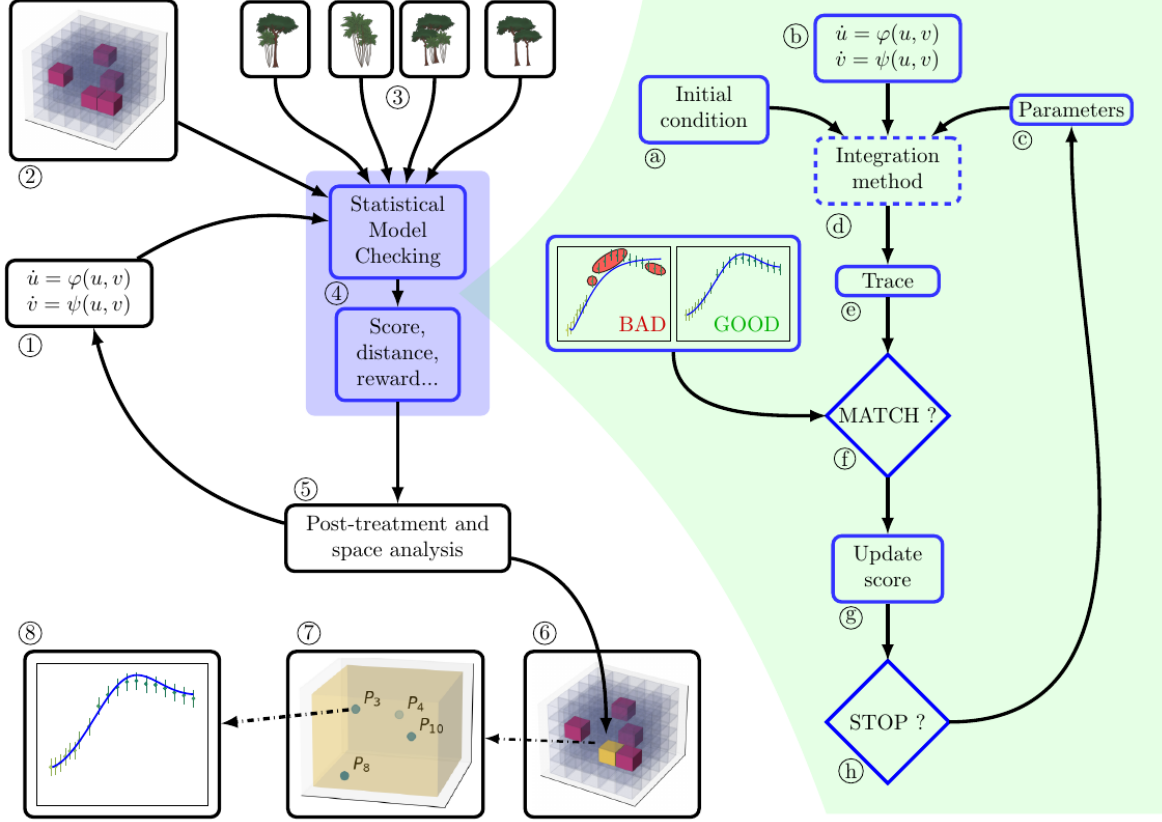 ②
③
Statistical
Model
Checking
④
Score,
distance,
reward...
u̇ = φ(u, v)
v̇ = ψ(u, v)
①
⑤
Post-treatment and
space analysis
⑧
⑦
P₃
P₄
P₁₀
P₈
⑥
ⓑ
u̇ = φ(u, v)
v̇ = ψ(u, v)
Initial
condition
ⓐ
Parameters
ⓒ
Integration
method
ⓓ
Trace
ⓔ
BAD
GOOD
MATCH ?
ⓕ
Update
score
ⓖ
STOP ?
ⓗ